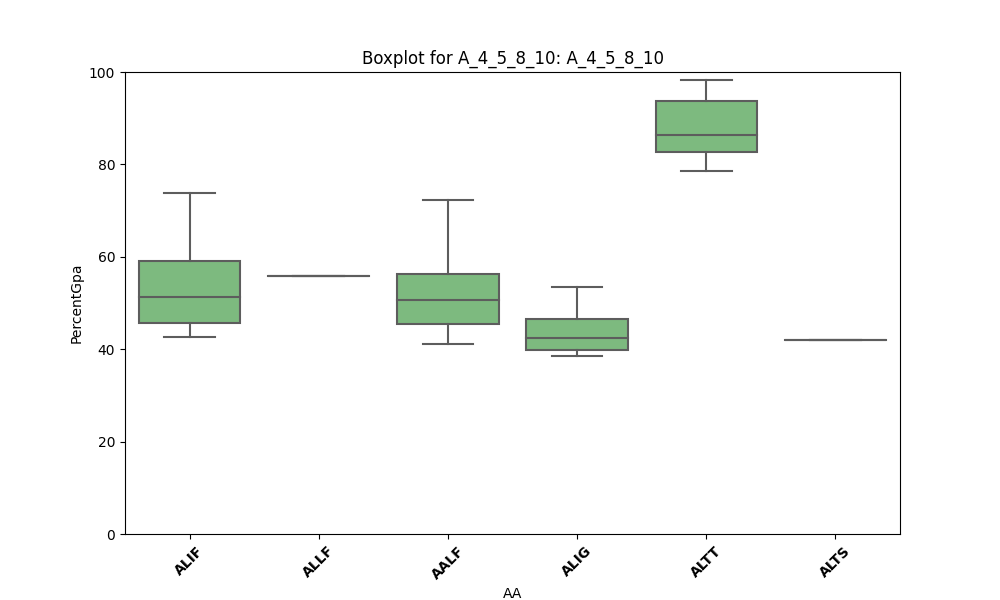 Boxplot for A_4_5_8_10: A_4_5_8_10
100
80
60
40
20
0
PercentGpa
ALIF
ALLF
AALF
ALIG
ALTT
ALTS
AA